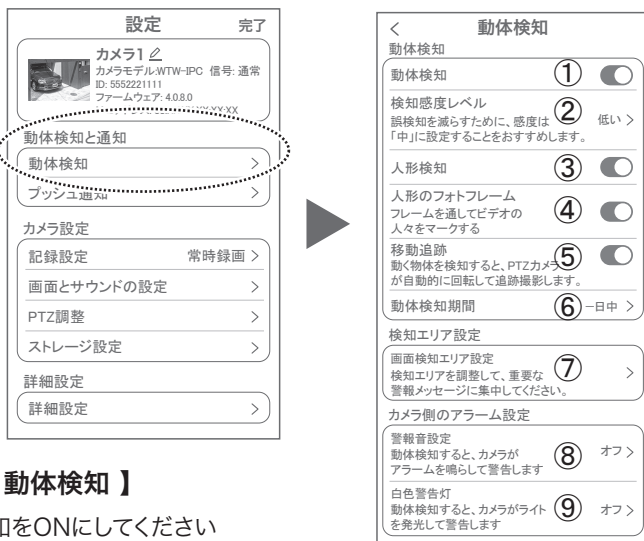 設定 完了
カメラ1
カメラモデル:WTW-IPC 信号: 通常
ID: 5552221111
ファームウェア: 4.0.8.0
動体検知と通知
動体検知 >
プッシュ通知 >
カメラ設定
記録設定 常時録画 >
画面とサウンドの設定 >
PTZ調整 >
ストレージ設定 >
詳細設定
詳細設定 >
動体検知 】
知をONにしてください
< 動体検知
動体検知
動体検知 ①
検知感度レベル ② 低い >
誤検知を減らすために、感度は
「中」に設定することをおすすめします。
人形検知 ③
人形のフォトフレーム ④
フレームを通してビデオの
人々をマークする
移動追跡 ⑤
動く物体を検知すると、PTZカメラ
が自動的に回転して追跡撮影します。
動体検知期間 ⑥ 一日中 >
検知エリア設定
画面検知エリア設定 ⑦ >
検知エリアを調整して、重要な
警報メッセージに集中してください。
カメラ側のアラーム設定
警報音設定 ⑧ オフ >
動体検知すると、カメラが
アラームを鳴らして警告します
白色警告灯 ⑨ オフ >
動体検知すると、カメラがライト
を発光して警告します